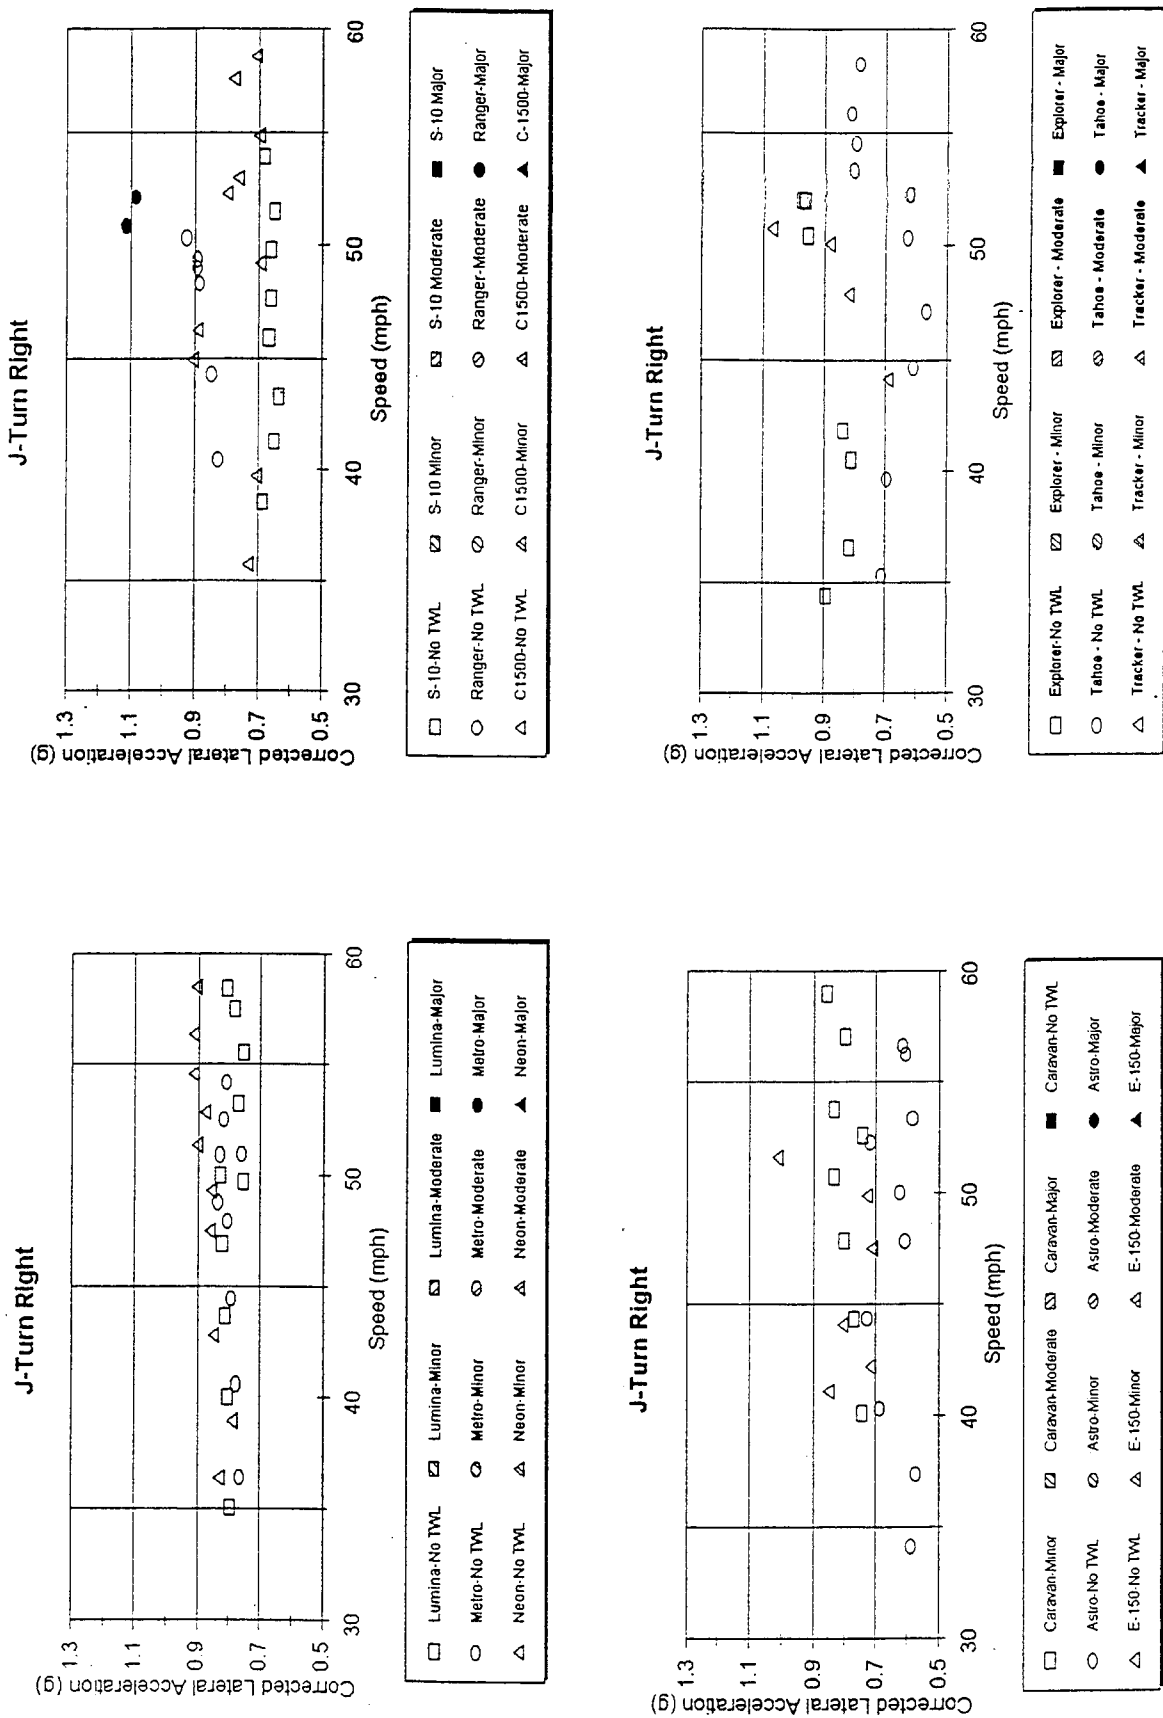 J-Turn Right
1.3
1.1
0.9
0.7
0.5
Corrected Lateral Acceleration (g)
30
40
50
60
Speed (mph)
Lumina-No TWL
Lumina-Minor
Lumina-Moderate
Lumina-Major
Metro-No TWL
Metro-Minor
Metro-Moderate
Metro-Major
Neon-No TWL
Neon-Minor
Neon-Moderate
Neon-Major
J-Turn Right
1.3
1.1
0.9
0.7
0.5
Corrected Lateral Acceleration (g)
30
40
50
60
Speed (mph)
S-10-No TWL
S-10 Minor
S-10 Moderate
S-10 Major
Ranger-No TWL
Ranger-Minor
Ranger-Moderate
Ranger-Major
C1500-No TWL
C1500-Minor
C1500-Moderate
C-1500-Major
J-Turn Right
1.3
1.1
0.9
0.7
0.5
Corrected Lateral Acceleration (g)
30
40
50
60
Speed (mph)
Caravan-Minor
Caravan-Moderate
Caravan-Major
Caravan-No TWL
Astro-No TWL
Astro-Minor
Astro-Moderate
Astro-Major
E-150-No TWL
E-150-Minor
E-150-Moderate
E-150-Major
J-Turn Right
1.3
1.1
0.9
0.7
0.5
Corrected Lateral Acceleration (g)
30
40
50
60
Speed (mph)
Explorer-No TWL
Explorer - Minor
Explorer - Moderate
Explorer - Major
Tahoe - No TWL
Tahoe - Minor
Tahoe - Moderate
Tahoe - Major
Tracker - No TWL
Tracker - Minor
Tracker - Moderate
Tracker - Major